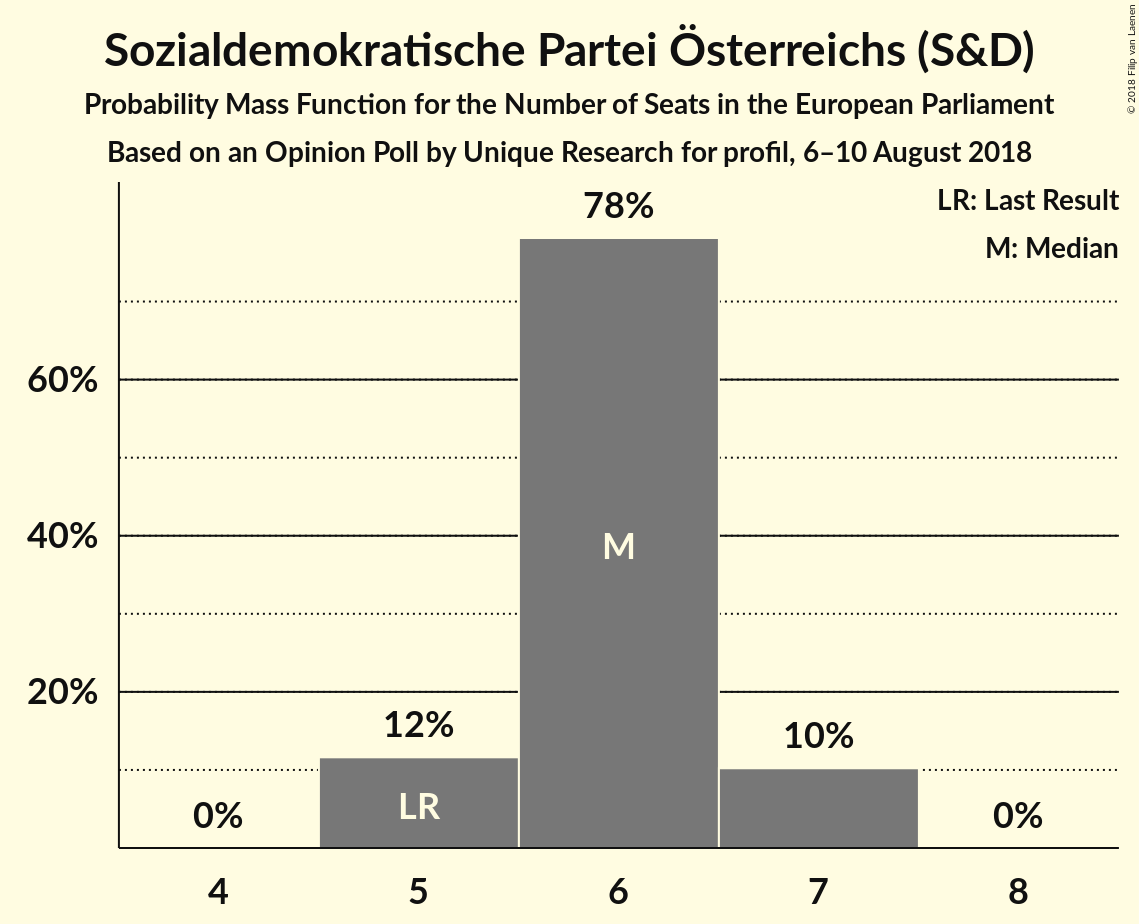 Sozialdemokratische Partei Österreichs (S&D)
Probability Mass Function for the Number of Seats in the European Parliament
Based on an Opinion Poll by Unique Research for profil, 6–10 August 2018
© 2018 Filip van Laenen
LR: Last Result
M: Median
78%
60%
40%
M
20%
12%
10%
LR
0%
0%
4
5
6
7
8